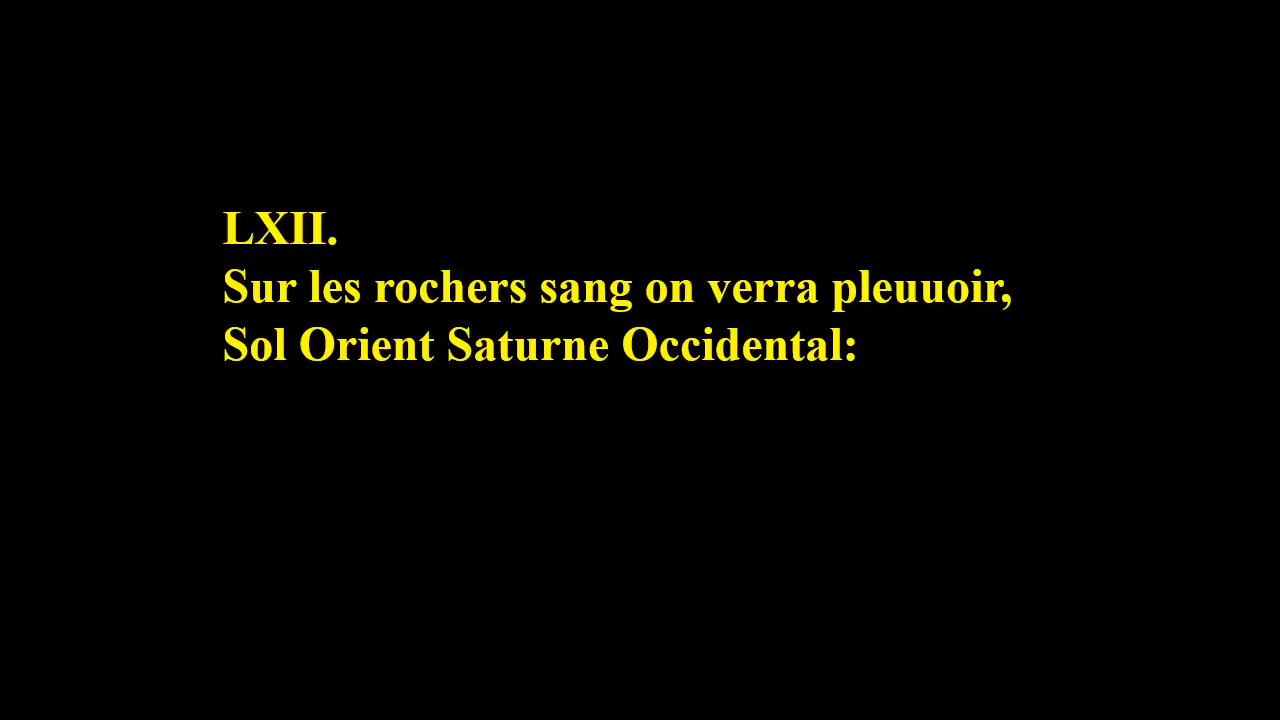 LXII.
Sur les rochers sang on verra pleuuoir,
Sol Orient Saturne Occidental: